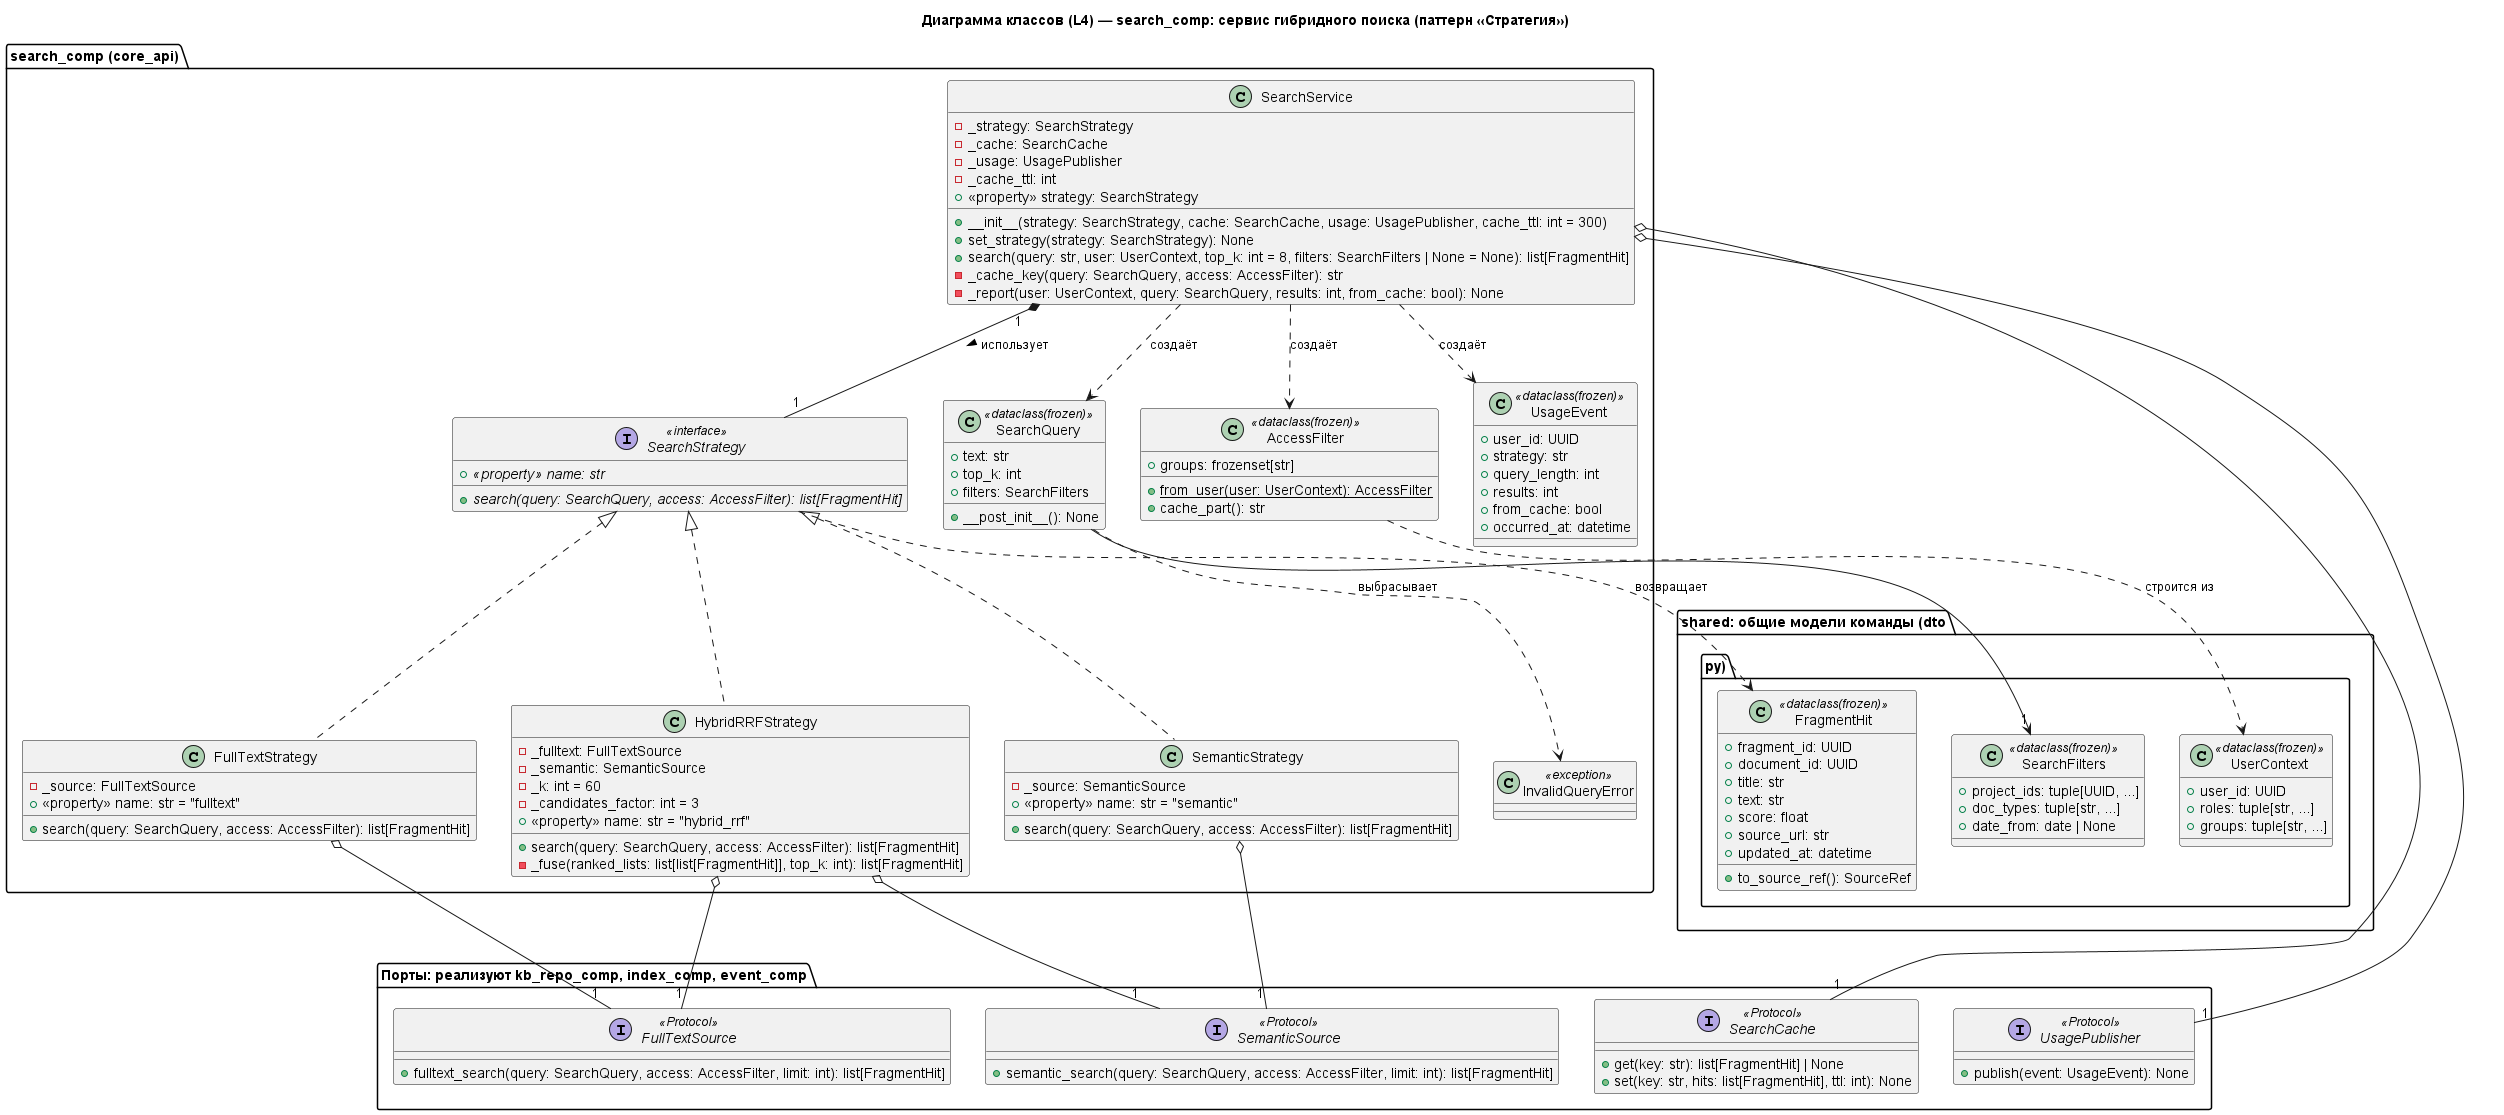 Диаграмма классов (L4) — search_comp: сервис гибридного поиска (паттерн «Стратегия»)
search_comp (core_api)
C SearchService
_strategy: SearchStrategy
_cache: SearchCache
_usage: UsagePublisher
_cache_ttl: int
«property» strategy: SearchStrategy
__init__(strategy: SearchStrategy, cache: SearchCache, usage: UsagePublisher, cache_ttl: int = 300)
set_strategy(strategy: SearchStrategy): None
search(query: str, user: UserContext, top_k: int = 8, filters: SearchFilters | None = None): list[FragmentHit]
_cache_key(query: SearchQuery, access: AccessFilter): str
_report(user: UserContext, query: SearchQuery, results: int, from_cache: bool): None
1
использует
создаёт
создаёт
создаёт
1
I «interface»
SearchStrategy
«property» name: str
search(query: SearchQuery, access: AccessFilter): list[FragmentHit]
C «dataclass(frozen)»
SearchQuery
text: str
top_k: int
filters: SearchFilters
__post_init__(): None
C «dataclass(frozen)»
AccessFilter
groups: frozenset[str]
from_user(user: UserContext): AccessFilter
cache_part(): str
C «dataclass(frozen)»
UsageEvent
user_id: UUID
strategy: str
query_length: int
results: int
from_cache: bool
occurred_at: datetime
выбрасывает
возвращает
строится из
shared: общие модели команды (dto
py)
C «dataclass(frozen)»
FragmentHit
fragment_id: UUID
document_id: UUID
title: str
text: str
score: float
source_url: str
updated_at: datetime
to_source_ref(): SourceRef
1
C «dataclass(frozen)»
SearchFilters
project_ids: tuple[UUID, ...]
doc_types: tuple[str, ...]
date_from: date | None
C «dataclass(frozen)»
UserContext
user_id: UUID
roles: tuple[str, ...]
groups: tuple[str, ...]
C FullTextStrategy
_source: FullTextSource
«property» name: str = "fulltext"
search(query: SearchQuery, access: AccessFilter): list[FragmentHit]
C HybridRRFStrategy
_fulltext: FullTextSource
_semantic: SemanticSource
_k: int = 60
_candidates_factor: int = 3
«property» name: str = "hybrid_rrf"
search(query: SearchQuery, access: AccessFilter): list[FragmentHit]
_fuse(ranked_lists: list[list[FragmentHit]], top_k: int): list[FragmentHit]
C SemanticStrategy
_source: SemanticSource
«property» name: str = "semantic"
search(query: SearchQuery, access: AccessFilter): list[FragmentHit]
C «exception»
InvalidQueryError
Порты: реализуют kb_repo_comp, index_comp, event_comp
1
1
1
1
1
1
I «Protocol»
FullTextSource
fulltext_search(query: SearchQuery, access: AccessFilter, limit: int): list[FragmentHit]
I «Protocol»
SemanticSource
semantic_search(query: SearchQuery, access: AccessFilter, limit: int): list[FragmentHit]
I «Protocol»
SearchCache
get(key: str): list[FragmentHit] | None
set(key: str, hits: list[FragmentHit], ttl: int): None
I «Protocol»
UsagePublisher
publish(event: UsageEvent): None